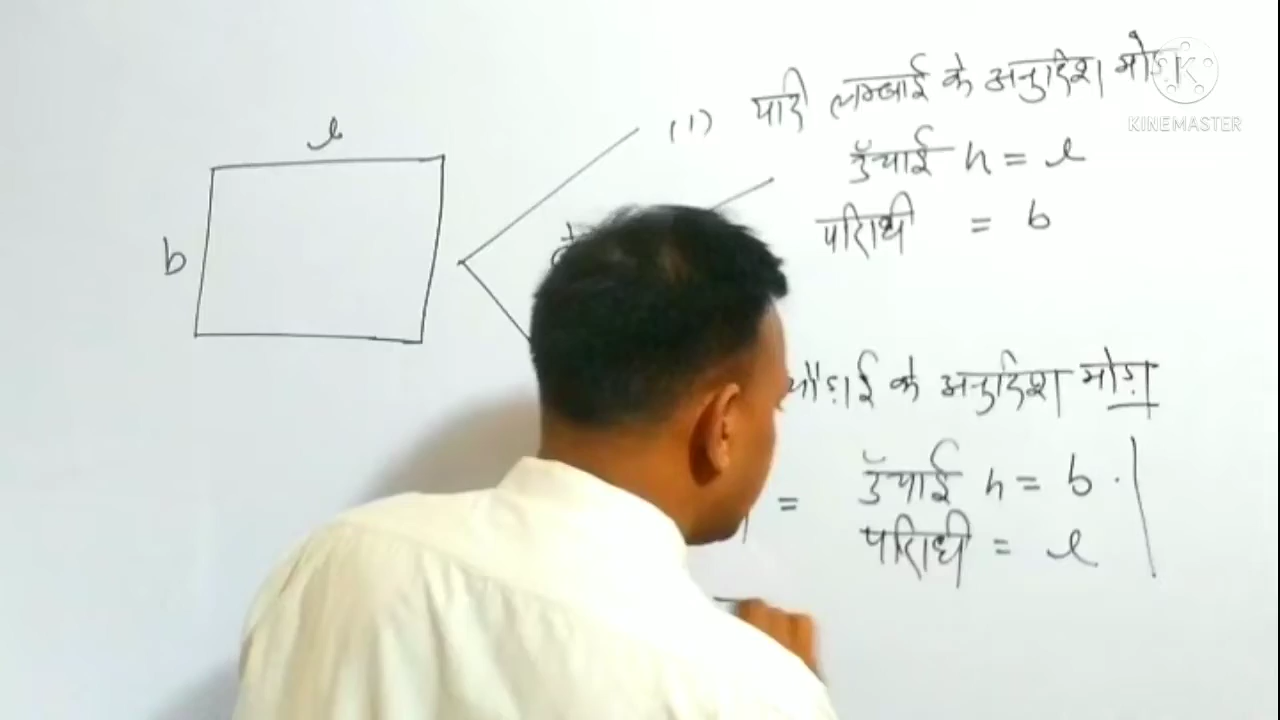 l
b
(1) यदि लम्बाई के अनुदिश मोड़
ऊँचाई h = l
परिधी = b
चौड़ाई के अनुदिश मोड़ा
= ऊँचाई h = b.
परिधी = l
KINEMASTER